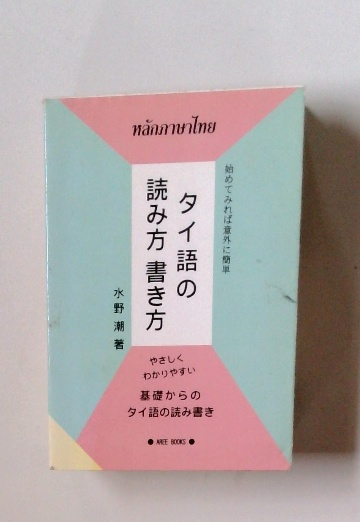 หลักภาษาไทย
始めてみれば意外に簡単
タイ語の
読み方 書き方
水野 潮 著
やさしく
わかりやすい
基礎からの
タイ語の読み書き
● AREE BOOKS ●